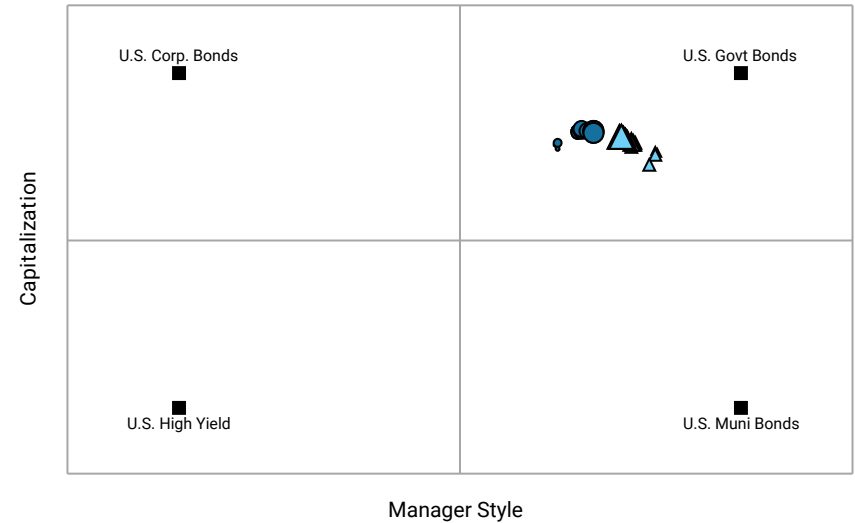 U.S. Corp. Bonds
U.S. Govt Bonds
Capitalization
U.S. High Yield
U.S. Muni Bonds
Manager Style